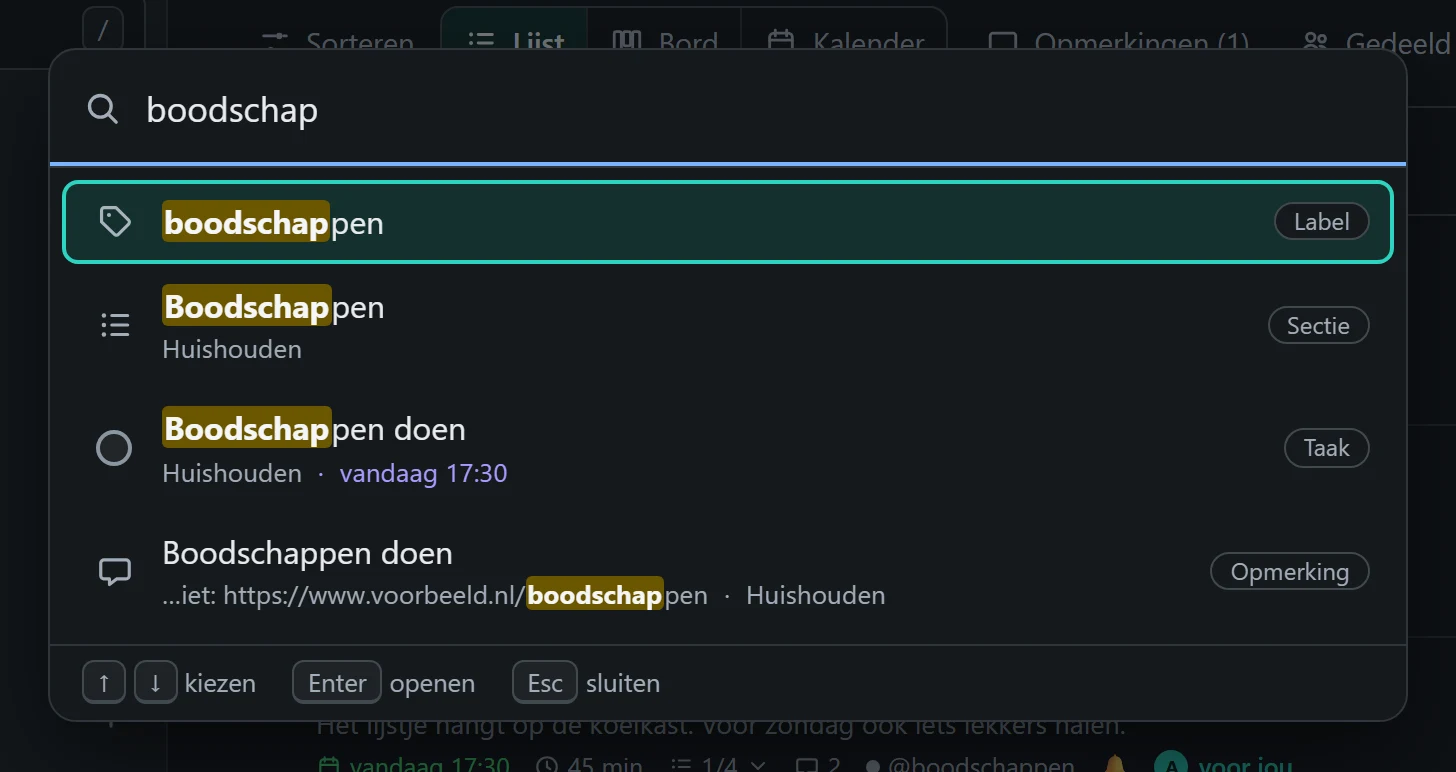 / Sorteren Lijst Bord Kalender Opmerkingen (1) Gedeeld
boodschap
boodschappen Label
Boodschappen
Huishouden
Sectie
Boodschappen doen
Huishouden · vandaag 17:30
Taak
Boodschappen doen
...iet: https://www.voorbeeld.nl/boodschappen · Huishouden
Opmerking
↑ ↓ kiezen Enter openen Esc sluiten
Het lijstje hangt op de koelkast. Voor zondag ook iets lekkers halen.
vandaag 17:30 45 min 1/4 2 @boodschappen A voor jou